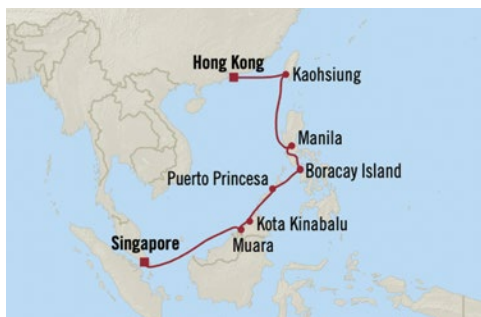 Hong Kong
Kaohsiung
Manila
Boracay Island
Puerto Princesa
Kota Kinabalu
Singapore
Muara